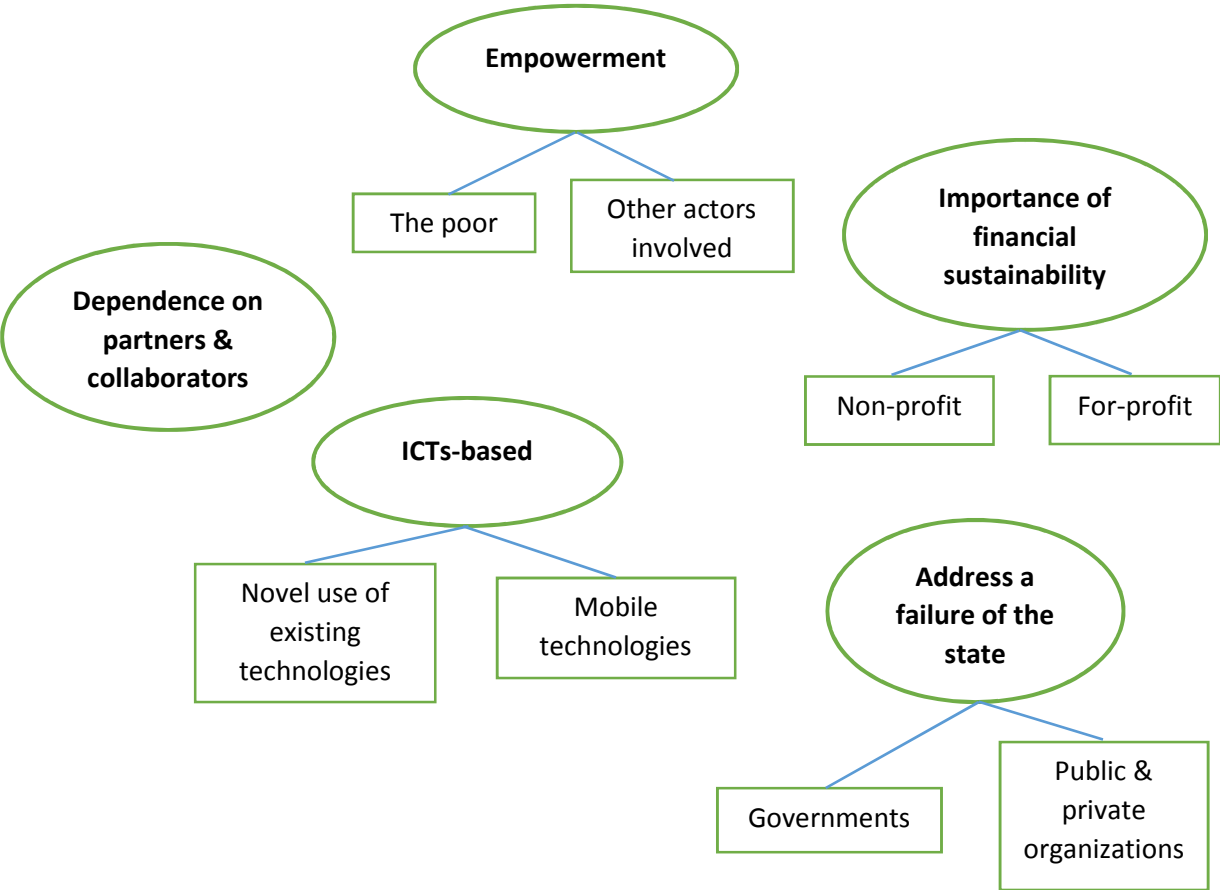 Empowerment
The poor
Other actors
involved
Importance of
financial
sustainability
Non-profit
For-profit
Dependence on
partners &
collaborators
ICTs-based
Novel use of
existing
technologies
Mobile
technologies
Address a
failure of the
state
Governments
Public &
private
organizations